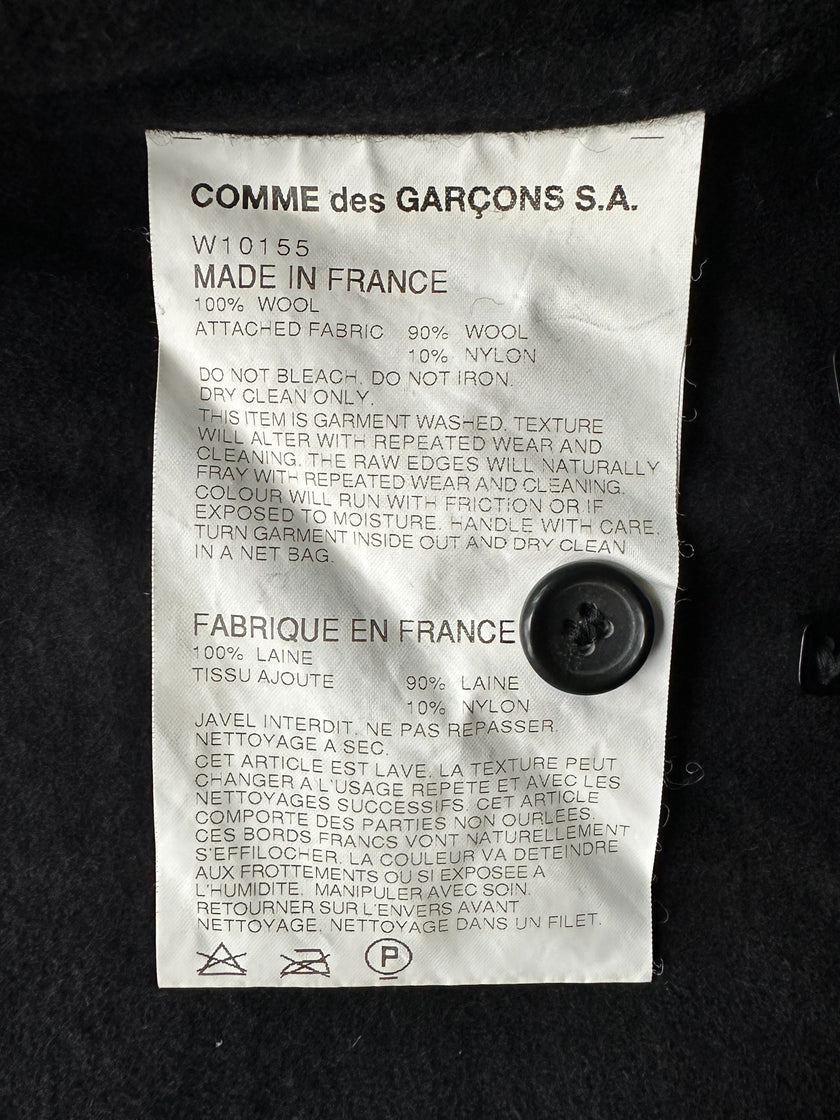 COMME des GARÇONS S.A.
W10155
MADE IN FRANCE
100% WOOL
ATTACHED FABRIC 90% WOOL
10% NYLON
DO NOT BLEACH. DO NOT IRON.
DRY CLEAN ONLY.
THIS ITEM IS GARMENT WASHED. TEXTURE
WILL ALTER WITH REPEATED WEAR AND
CLEANING. THE RAW EDGES WILL NATURALLY
FRAY WITH REPEATED WEAR AND CLEANING.
COLOUR WILL RUN WITH FRICTION OR IF
EXPOSED TO MOISTURE. HANDLE WITH CARE.
TURN GARMENT INSIDE OUT AND DRY CLEAN
IN A NET BAG.
FABRIQUE EN FRANCE
100% LAINE
TISSU AJOUTE 90% LAINE
10% NYLON
JAVEL INTERDIT. NE PAS REPASSER.
NETTOYAGE A SEC.
CET ARTICLE EST LAVE. LA TEXTURE PEUT
CHANGER A L'USAGE REPETE ET AVEC LES
NETTOYAGES SUCCESSIFS. CET ARTICLE
COMPORTE DES PARTIES NON OURLEES.
CES BORDS FRANCS VONT NATURELLEMENT
S'EFFILOCHER. LA COULEUR VA DETEINDRE
AUX FROTTEMENTS OU SI EXPOSEE A
L'HUMIDITE. MANIPULER AVEC SOIN.
RETOURNER SUR L'ENVERS AVANT
NETTOYAGE. NETTOYAGE DANS UN FILET.
P